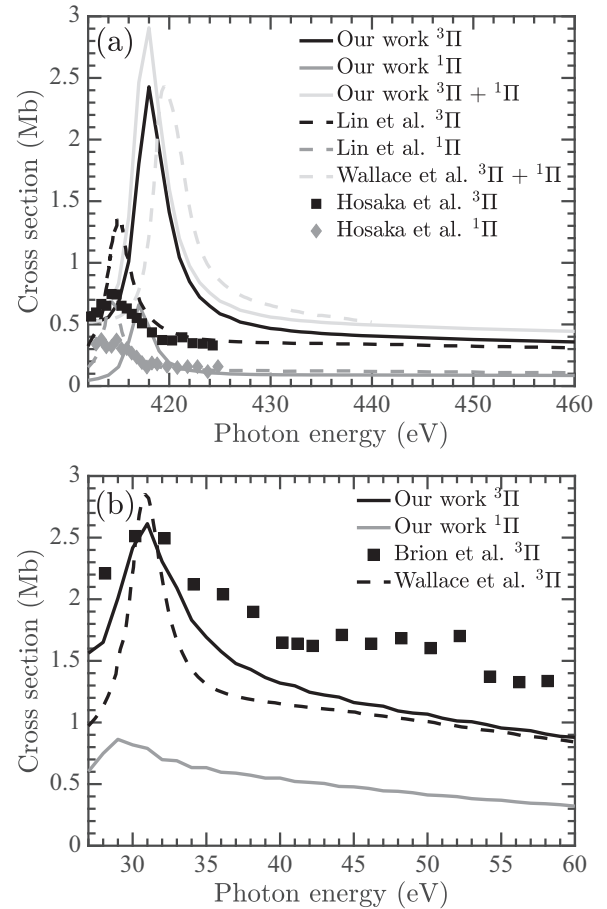 (a)
Cross section (Mb)
3
2.5
2
1.5
1
0.5
0
Our work ³Π
Our work ¹Π
Our work ³Π + ¹Π
Lin et al. ³Π
Lin et al. ¹Π
Wallace et al. ³Π + ¹Π
Hosaka et al. ³Π
Hosaka et al. ¹Π
420 430 440 450 460
Photon energy (eV)
(b)
Cross section (Mb)
3
2.5
2
1.5
1
0.5
0
Our work ³Π
Our work ¹Π
Brion et al. ³Π
Wallace et al. ³Π
30 35 40 45 50 55 60
Photon energy (eV)